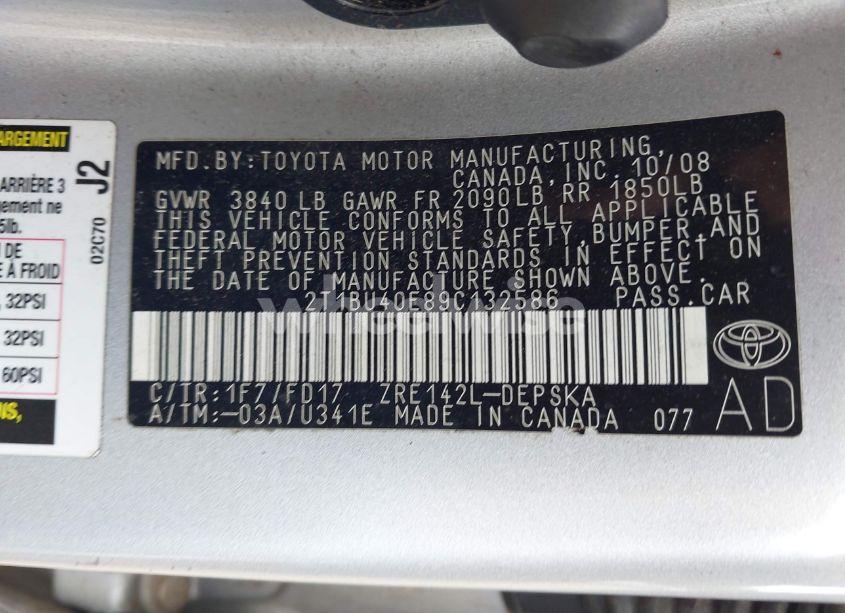 ARGEMENT
ARRIÈRE 3
gement ne
5lb.
DE
E À FROID
, 32PSI
32PSI
60PSI
NS,
J2
02C70
MFD.BY:TOYOTA MOTOR MANUFACTURING,
CANADA,INC. 10/08
GVWR 3840 LB GAWR FR 2090LB RR 1850LB
THIS VEHICLE CONFORMS TO ALL APPLICABLE
FEDERAL MOTOR VEHICLE SAFETY,BUMPER,AND
THEFT PREVENTION STANDARDS IN EFFECT ON
THE DATE OF MANUFACTURE SHOWN ABOVE.
2T1BU40E89C132586 PASS.CAR
wheelwise
C/TR:1F7/FD17 ZRE142L-DEPSKA
A/TM:-03A/U341E MADE IN CANADA 077
AD